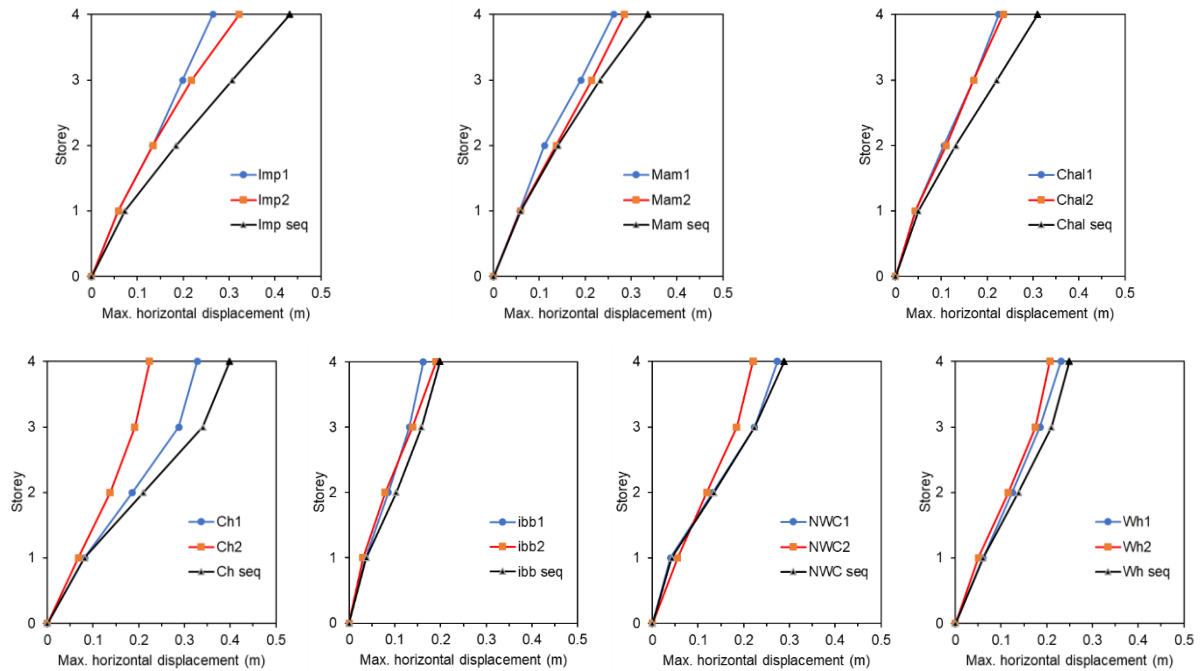 4
3
2
1
0
Storey
Imp1
Imp2
Imp seq
0 0.1 0.2 0.3 0.4 0.5
Max. horizontal displacement (m)
4
3
2
1
0
Storey
Mam1
Mam2
Mam seq
0 0.1 0.2 0.3 0.4 0.5
Max. horizontal displacement (m)
4
3
2
1
0
Storey
Chal1
Chal2
Chal seq
0 0.1 0.2 0.3 0.4 0.5
Max. horizontal displacement (m)
4
3
2
1
0
Storey
Ch1
Ch2
Ch seq
0 0.1 0.2 0.3 0.4 0.5
Max. horizontal displacement (m)
4
3
2
1
0
Storey
ibb1
ibb2
ibb seq
0 0.1 0.2 0.3 0.4 0.5
Max. horizontal displacement (m)
4
3
2
1
0
Storey
NWC1
NWC2
NWC seq
0 0.1 0.2 0.3 0.4 0.5
Max. horizontal displacement (m)
4
3
2
1
0
Storey
Wh1
Wh2
Wh seq
0 0.1 0.2 0.3 0.4 0.5
Max. horizontal displacement (m)